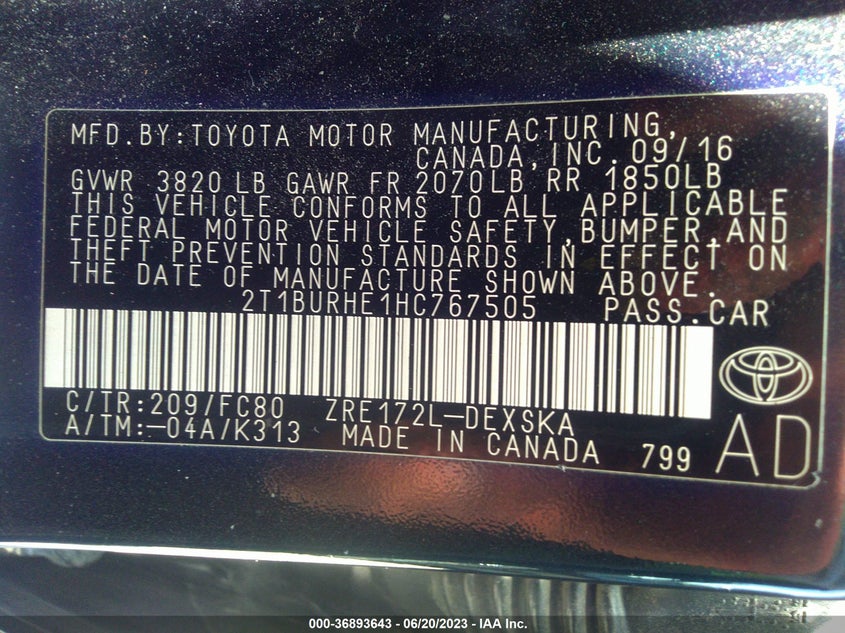 MFD.BY:TOYOTA MOTOR MANUFACTURING,
CANADA,INC. 09/16
GVWR 3820 LB GAWR FR 2070LB RR 1850LB
THIS VEHICLE CONFORMS TO ALL APPLICABLE
FEDERAL MOTOR VEHICLE SAFETY,BUMPER,AND
THEFT PREVENTION STANDARDS IN EFFECT ON
THE DATE OF MANUFACTURE SHOWN ABOVE.
2T1BURHE1HC767505 PASS.CAR
C/TR:209/FC80 ZRE172L-DEXSKA
A/TM:-04A/K313 MADE IN CANADA 799 AD
000-36893643 - 06/20/2023 - IAA Inc.